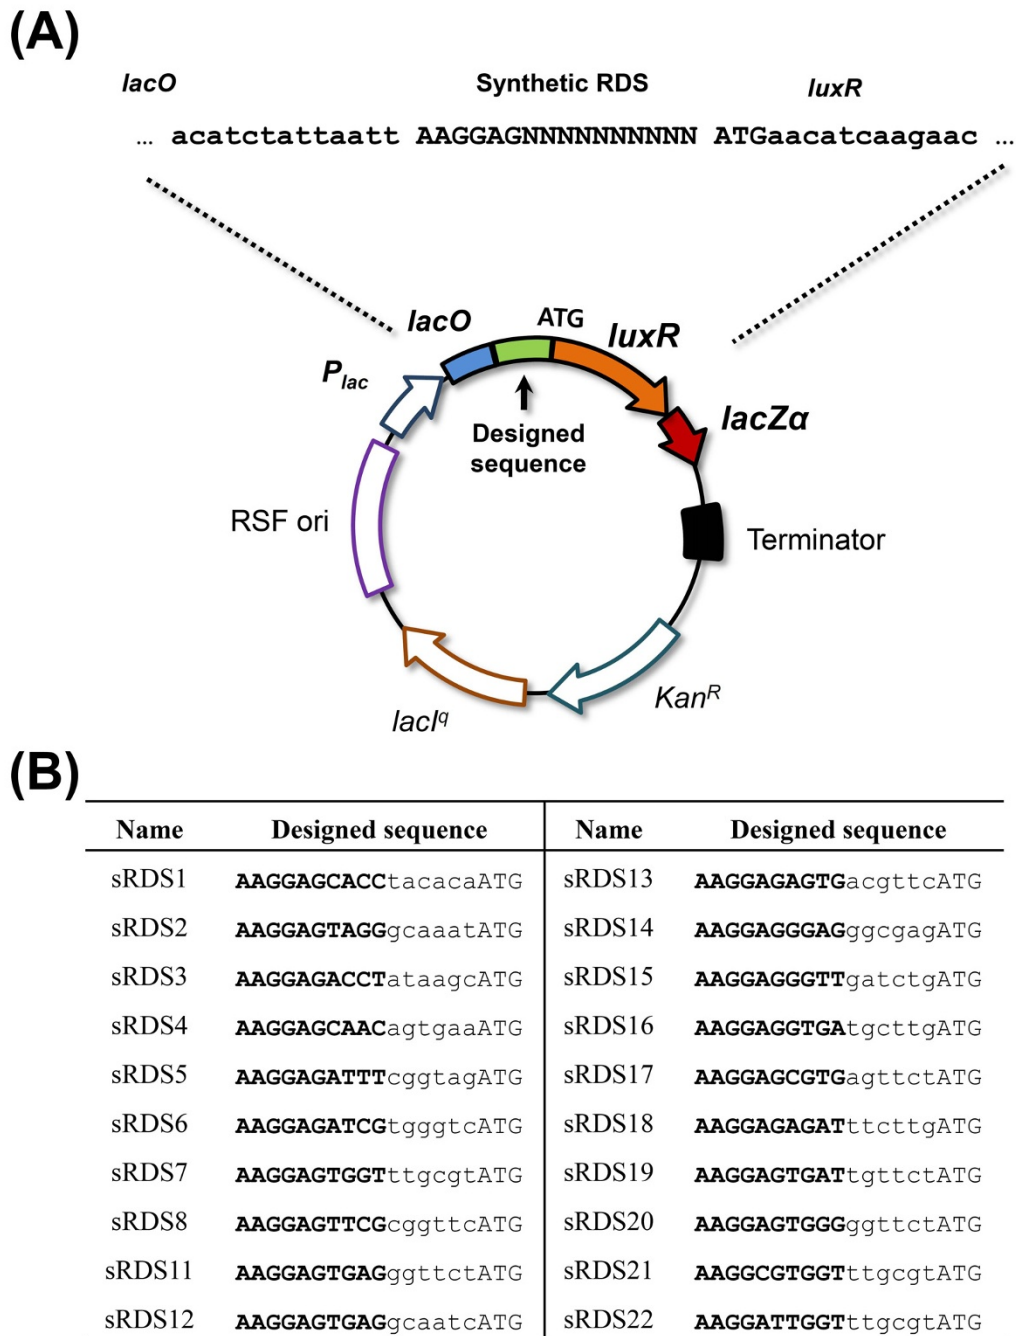 (A)
lacO Synthetic RDS luxR
... acatctattaatt AAGGAGNNNNNNNNNN ATGaacatcaagaac ...
lacO ATG luxR
Plac
lacZα
Designed
sequence
RSF ori
Terminator
KanR
lacIq
(B)
Name Designed sequence Name Designed sequence
sRDS1 AAGGAGCACCtacacaATG sRDS13 AAGGAGAGTGacgttcATG
sRDS2 AAGGAGTAGGgcaaatATG sRDS14 AAGGAGGGAGggcgagATG
sRDS3 AAGGAGACCTataagcATG sRDS15 AAGGAGGGTTgatctgATG
sRDS4 AAGGAGCAACagtgaaATG sRDS16 AAGGAGGTGAtgcttgATG
sRDS5 AAGGAGATTTcggtagATG sRDS17 AAGGAGCGTGagttctATG
sRDS6 AAGGAGATCGtgggtcATG sRDS18 AAGGAGAGATttcttgATG
sRDS7 AAGGAGTGGTttgcgtATG sRDS19 AAGGAGTGATtgttctATG
sRDS8 AAGGAGTTCGcggttcATG sRDS20 AAGGAGTGGGggttctATG
sRDS11 AAGGAGTGAGggttctATG sRDS21 AAGGCGTGGTttgcgtATG
sRDS12 AAGGAGTGAGgcaatcATG sRDS22 AAGGATTGGTttgcgtATG